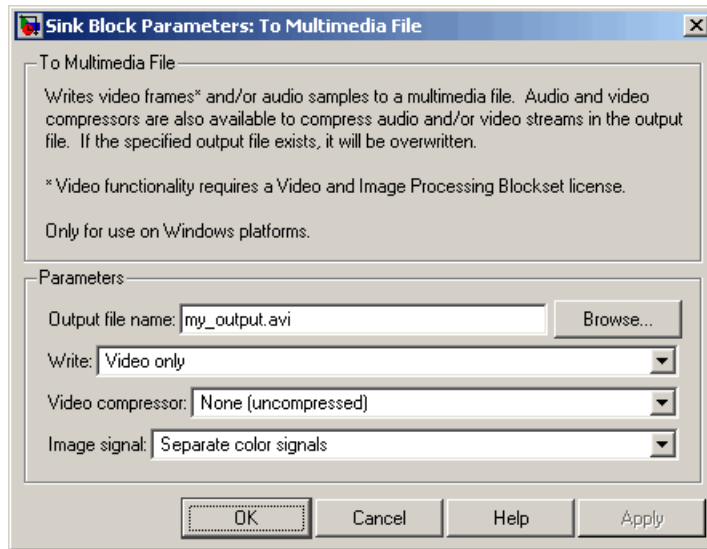 Sink Block Parameters: To Multimedia File
To Multimedia File
Writes video frames* and/or audio samples to a multimedia file. Audio and video
compressors are also available to compress audio and/or video streams in the output
file. If the specified output file exists, it will be overwritten.
* Video functionality requires a Video and Image Processing Blockset license.
Only for use on Windows platforms.
Parameters
Output file name: my_output.avi Browse...
Write: Video only
Video compressor: None (uncompressed)
Image signal: Separate color signals
OK Cancel Help Apply